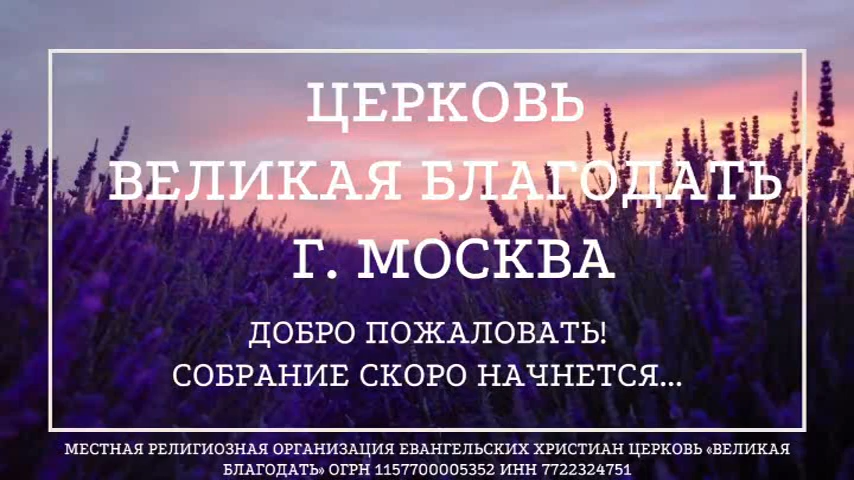 ЦЕРКОВЬ
ВЕЛИКАЯ БЛАГОДАТЬ
Г. МОСКВА
ДОБРО ПОЖАЛОВАТЬ!
СОБРАНИЕ СКОРО НАЧНЕТСЯ...
МЕСТНАЯ РЕЛИГИОЗНАЯ ОРГАНИЗАЦИЯ ЕВАНГЕЛЬСКИХ ХРИСТИАН ЦЕРКОВЬ «ВЕЛИКАЯ
БЛАГОДАТЬ» ОГРН 1157700005352 ИНН 7722324751